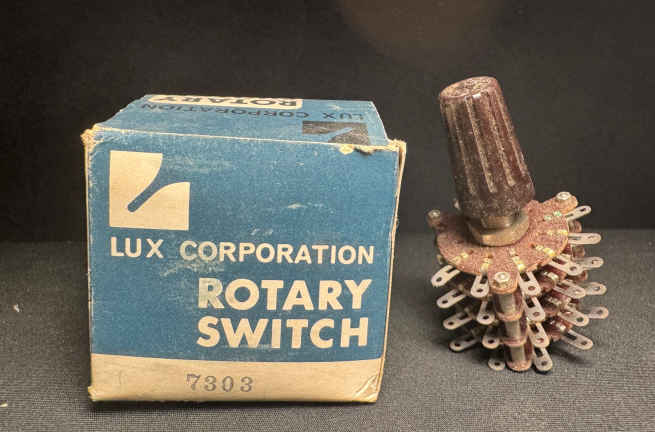 ROTARY
LUX CORPORATION
LUX CORPORATION
ROTARY
SWITCH
7303